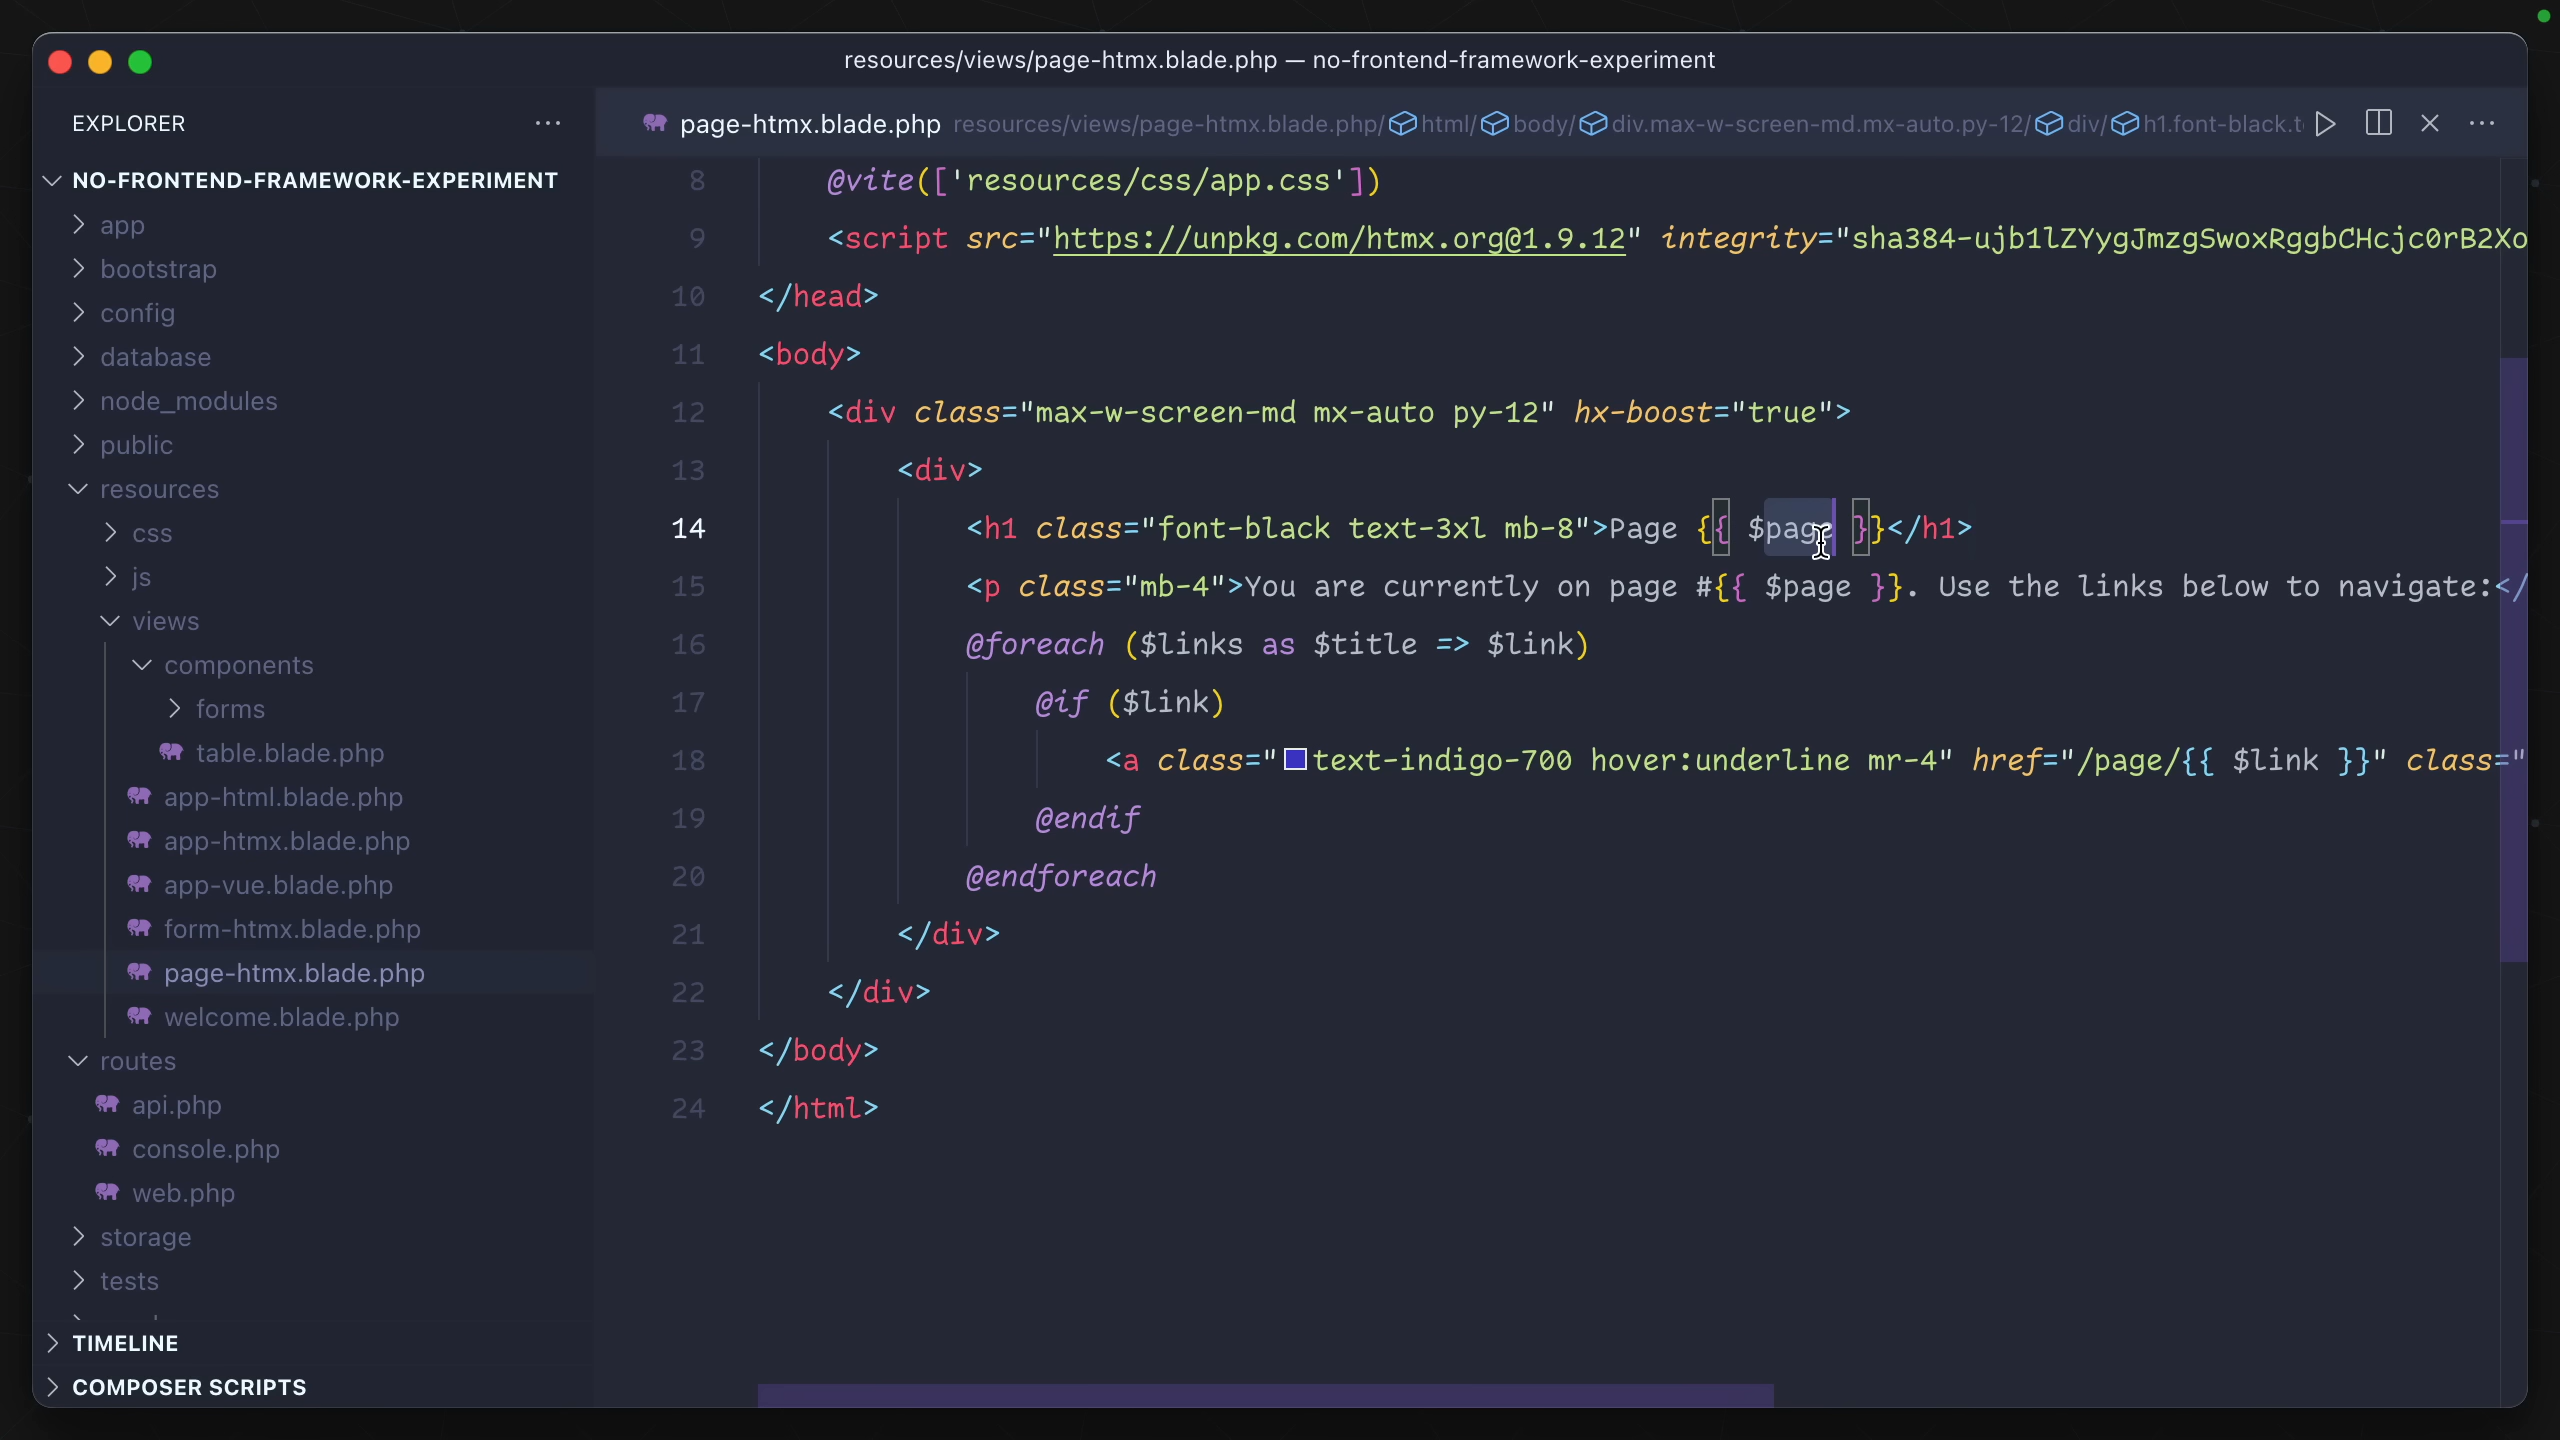 resources/views/page-htmx.blade.php — no-frontend-framework-experiment
EXPLORER
NO-FRONTEND-FRAMEWORK-EXPERIMENT
app
bootstrap
config
database
node_modules
public
resources
css
js
views
components
forms
table.blade.php
app-html.blade.php
app-htmx.blade.php
app-vue.blade.php
form-htmx.blade.php
page-htmx.blade.php
welcome.blade.php
routes
api.php
console.php
web.php
storage
tests
TIMELINE
COMPOSER SCRIPTS
page-htmx.blade.php resources/views/page-htmx.blade.php/ html/ body/ div.max-w-screen-md.mx-auto.py-12/ div/ h1.font-black.t
8 @vite(['resources/css/app.css'])
9 <script src="https://unpkg.com/htmx.org@1.9.12" integrity="sha384-ujb1lZYygJmzgSwoxRggbCHcjc0rB2Xo
10 </head>
11 <body>
12 <div class="max-w-screen-md mx-auto py-12" hx-boost="true">
13 <div>
14 <h1 class="font-black text-3xl mb-8">Page {{ $page }}</h1>
15 <p class="mb-4">You are currently on page #{{ $page }}. Use the links below to navigate:</
16 @foreach ($links as $title => $link)
17 @if ($link)
18 <a class="text-indigo-700 hover:underline mr-4" href="/page/{{ $link }}" class="
19 @endif
20 @endforeach
21 </div>
22 </div>
23 </body>
24 </html>